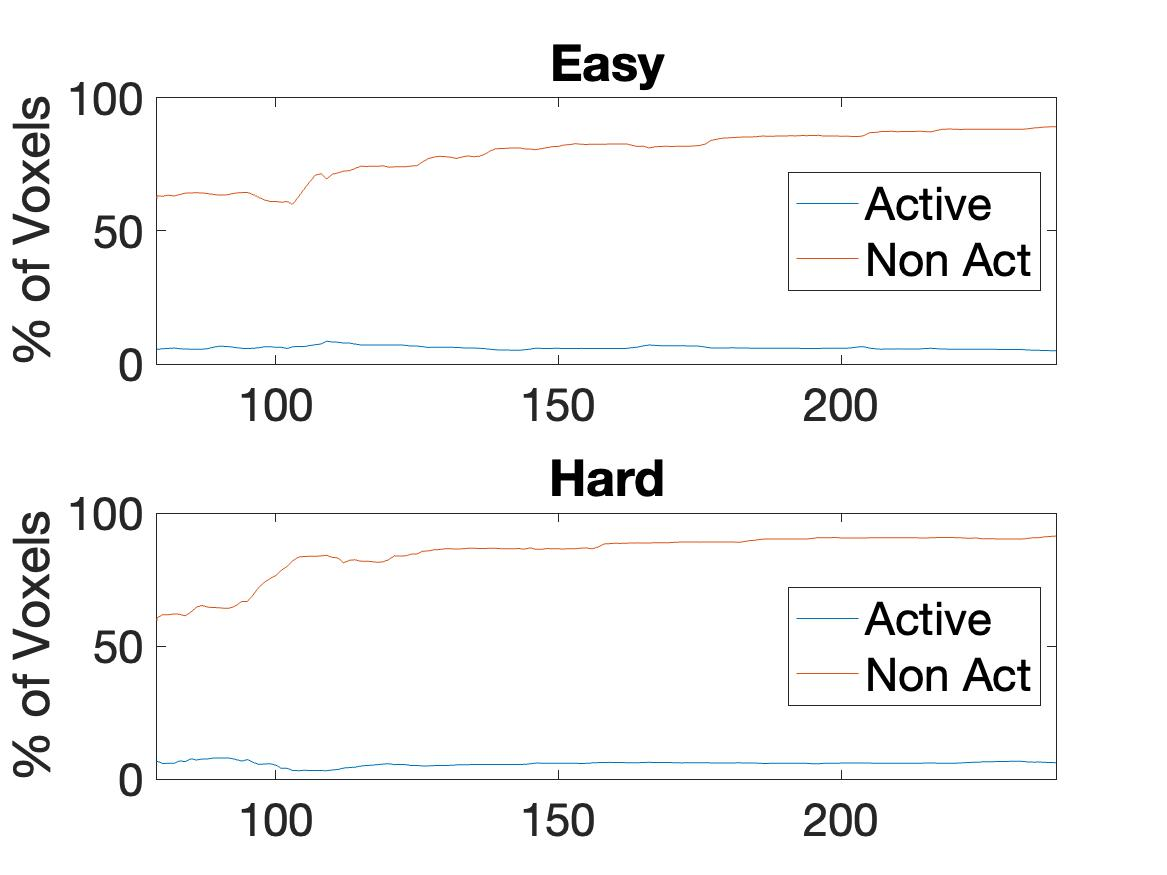 Easy
% of Voxels
100
50
0
Active
Non Act
100 150 200
Hard
% of Voxels
100
50
0
Active
Non Act
100 150 200